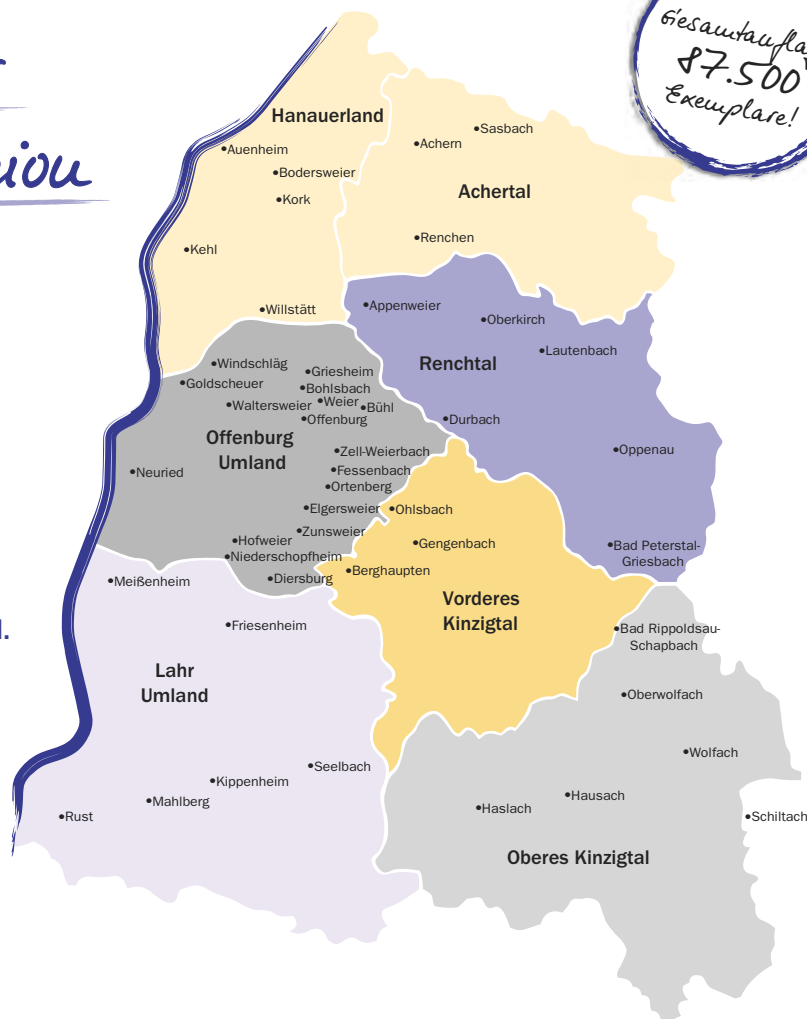 Gesamtauflag
87.500
Exemplare!
Hanauerland
Sasbach
Achern
Auenheim
Bodersweier
Achertal
Kork
Renchen
Kehl
Appenweier
Willstätt
Oberkirch
Lautenbach
Renchtal
Windschläg
Griesheim
Goldscheuer
Bohlsbach
Weier
Waltersweier
Bühl
Offenburg
Durbach
Offenburg
Umland
Zell-Weierbach
Oppenau
Neuried
Fessenbach
Ortenberg
Elgersweier
Ohlsbach
Zunsweier
Hofweier
Gengenbach
Bad Peterstal-
Griesbach
Niederschopfheim
Berghaupten
Diersburg
Meißenheim
Vorderes
Kinzigtal
Friesenheim
Bad Rippoldsau-
Schapbach
Lahr
Umland
Oberwolfach
Wolfach
Seelbach
Kippenheim
Hausach
Mahlberg
Haslach
Rust
Schiltach
Oberes Kinzigtal